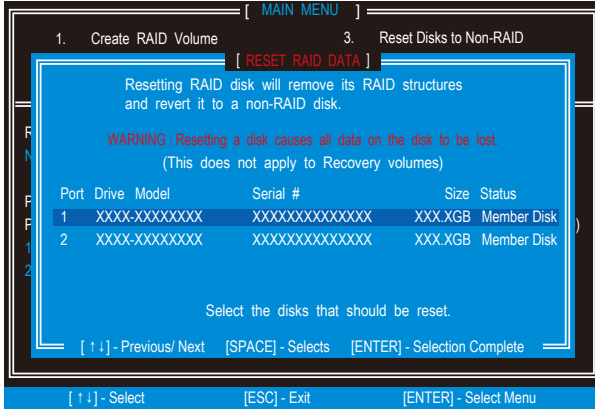 [ MAIN MENU ]
1. Create RAID Volume 3. Reset Disks to Non-RAID
[ RESET RAID DATA ]
Resetting RAID disk will remove its RAID structures
and revert it to a non-RAID disk.
WARNING : Resetting a disk causes all data on the disk to be lost.
(This does not apply to Recovery volumes)
Port Drive Model Serial # Size Status
1 XXXX-XXXXXXXX XXXXXXXXXXXXXX XXX.XGB Member Disk
2 XXXX-XXXXXXXX XXXXXXXXXXXXXX XXX.XGB Member Disk
Select the disks that should be reset.
[ ↑↓] - Previous/ Next [SPACE] - Selects [ENTER] - Selection Complete
[ ↑↓] - Select [ESC] - Exit [ENTER] - Select Menu